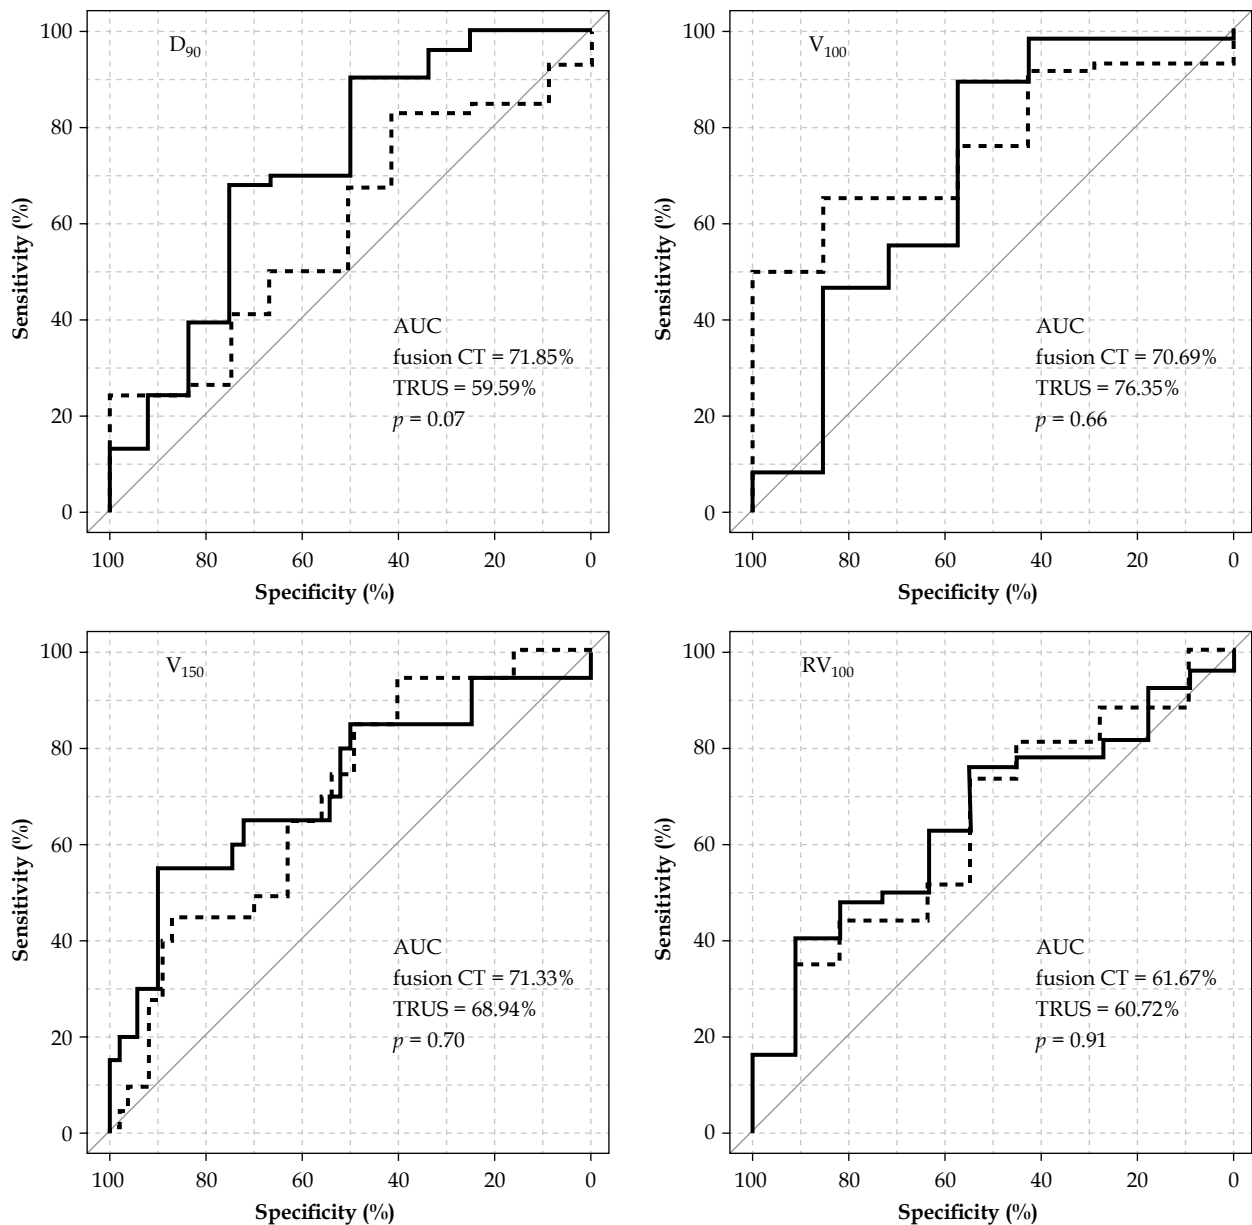 D90
100
80
60
40
20
0
Sensitivity (%)
AUC
fusion CT = 71.85%
TRUS = 59.59%
p = 0.07
100 80 60 40 20 0
Specificity (%)
V100
100
80
60
40
20
0
Sensitivity (%)
AUC
fusion CT = 70.69%
TRUS = 76.35%
p = 0.66
100 80 60 40 20 0
Specificity (%)
V150
100
80
60
40
20
0
Sensitivity (%)
AUC
fusion CT = 71.33%
TRUS = 68.94%
p = 0.70
100 80 60 40 20 0
Specificity (%)
RV100
100
80
60
40
20
0
Sensitivity (%)
AUC
fusion CT = 61.67%
TRUS = 60.72%
p = 0.91
100 80 60 40 20 0
Specificity (%)